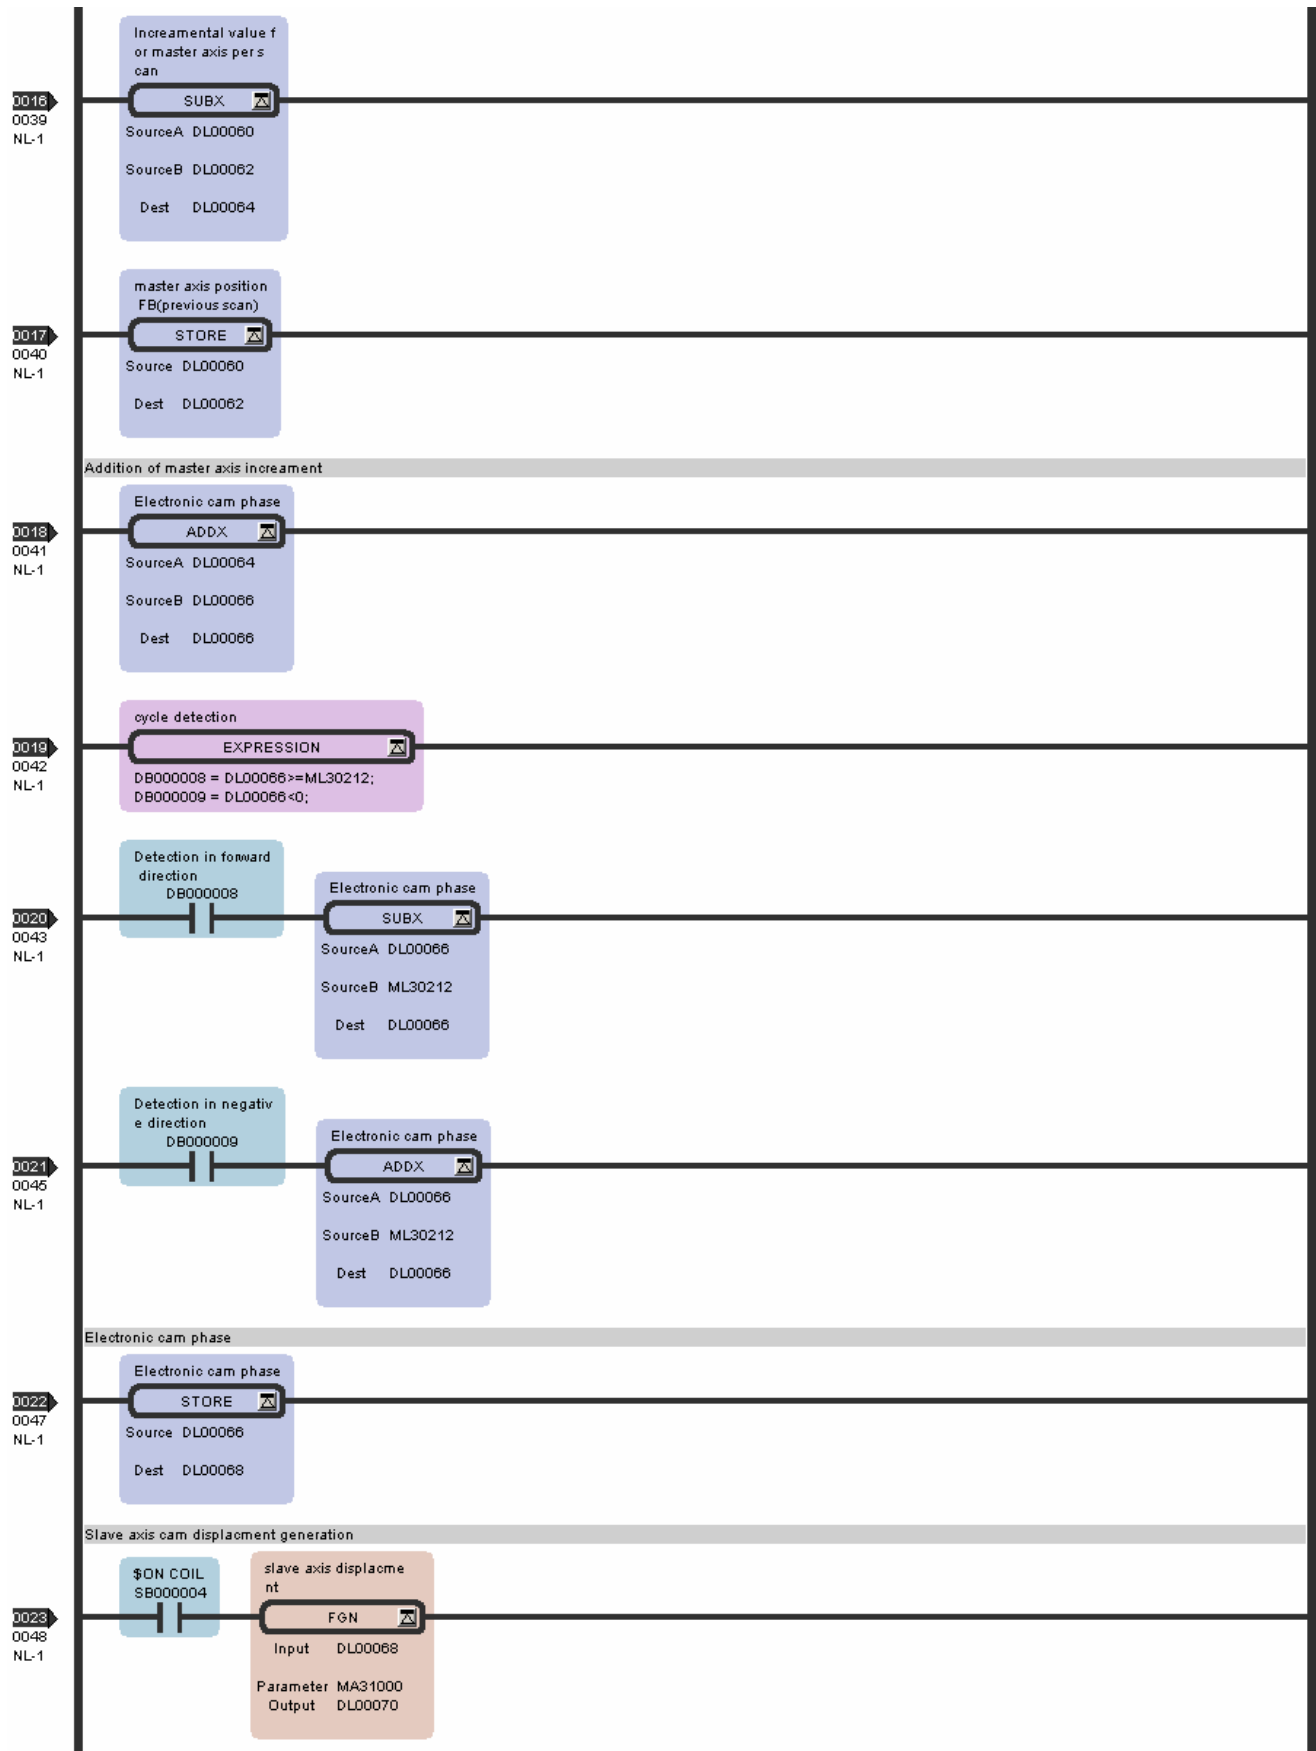 Increamental value f
or master axis per s
can
0016
0039
NL-1
SUBX
SourceA DL00060
SourceB DL00062
Dest DL00064
master axis position
FB(previous scan)
0017
0040
NL-1
STORE
Source DL00060
Dest DL00062
Addition of master axis increament
Electronic cam phase
0018
0041
NL-1
ADDX
SourceA DL00064
SourceB DL00066
Dest DL00066
cycle detection
0019
0042
NL-1
EXPRESSION
DB000008 = DL00066>=ML30212;
DB000009 = DL00066<0;
Detection in forward
direction
DB000008
0020
0043
NL-1
Electronic cam phase
SUBX
SourceA DL00066
SourceB ML30212
Dest DL00066
Detection in negativ
e direction
DB000009
0021
0045
NL-1
Electronic cam phase
ADDX
SourceA DL00066
SourceB ML30212
Dest DL00066
Electronic cam phase
Electronic cam phase
0022
0047
NL-1
STORE
Source DL00066
Dest DL00068
Slave axis cam displacment generation
$ON COIL
SB000004
0023
0048
NL-1
slave axis displacme
nt
FGN
Input DL00068
Parameter MA31000
Output DL00070